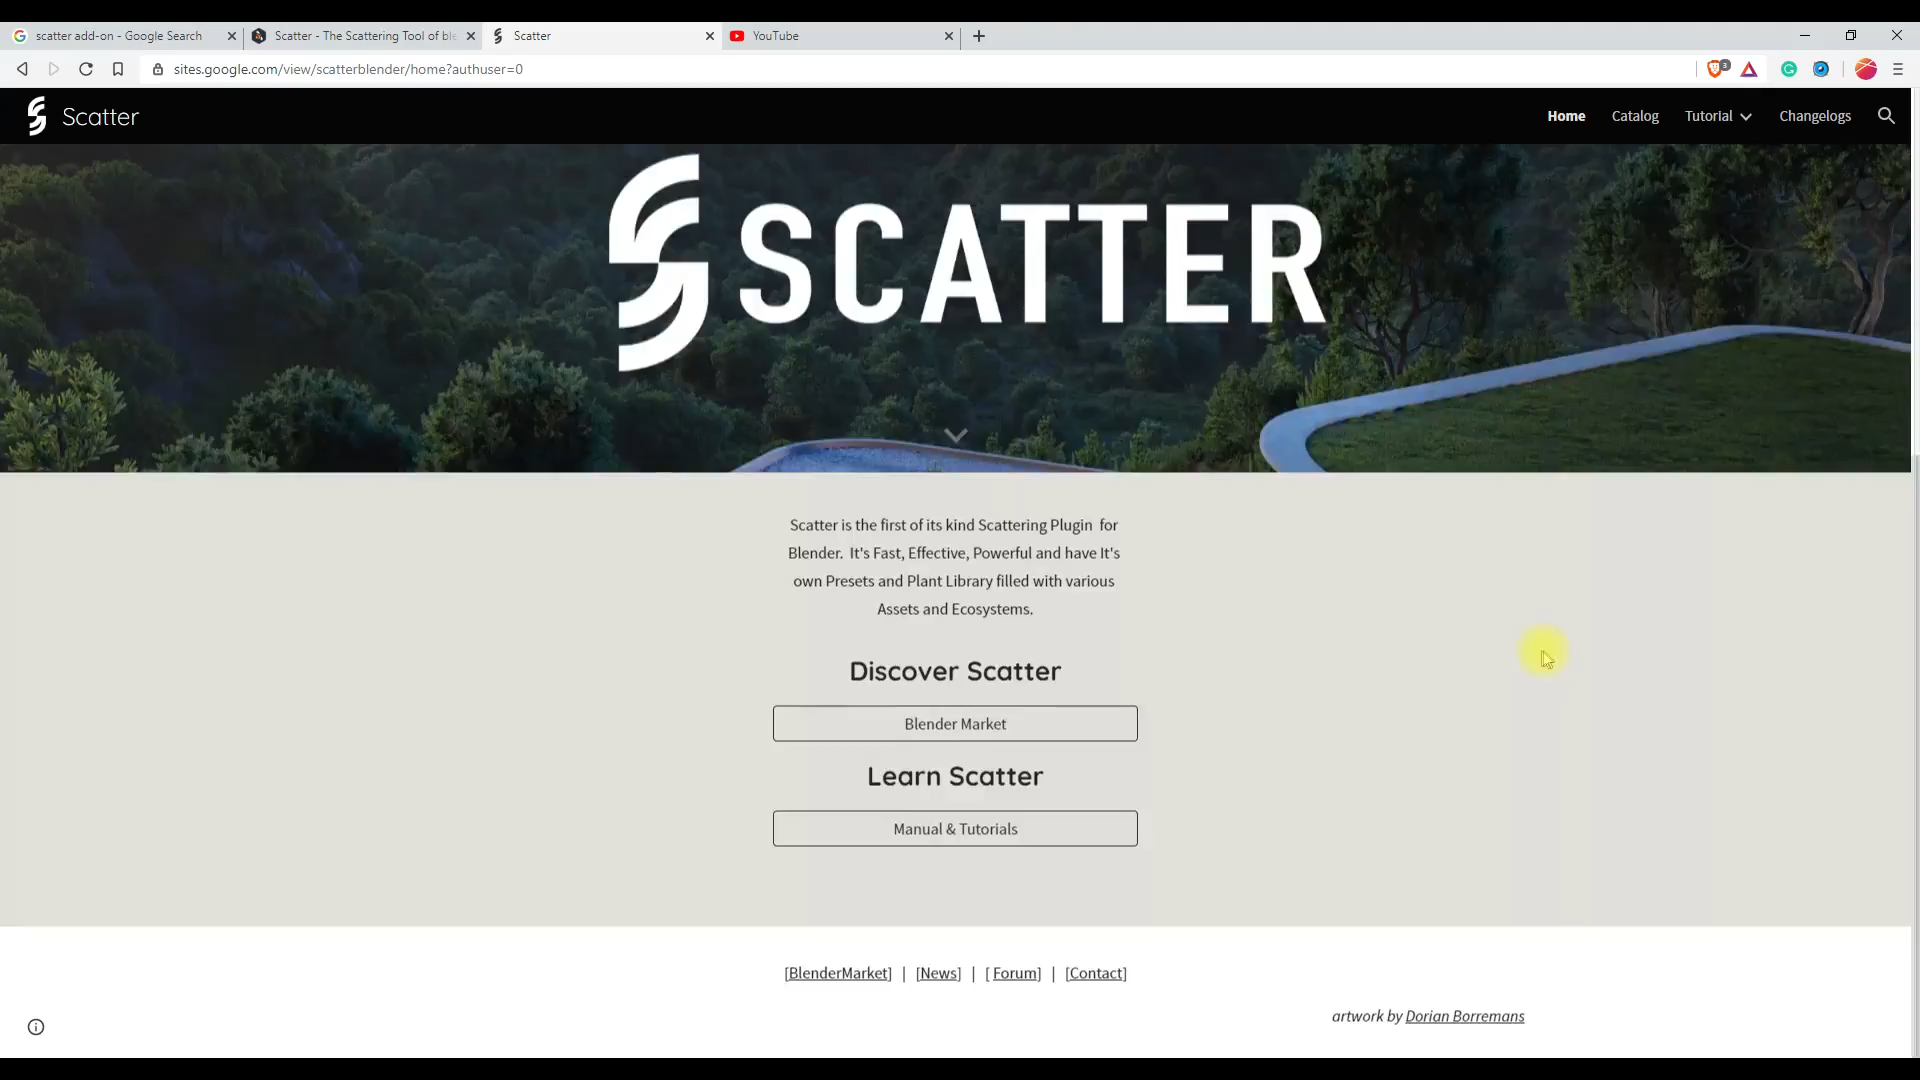 scatter add-on - Google Search
Scatter - The Scattering Tool of ble
Scatter
YouTube
sites.google.com/view/scatterblender/home?authuser=0
3
Scatter
Home
Catalog
Tutorial
Changelogs
SCATTER
Scatter is the first of its kind Scattering Plugin for
Blender. It's Fast, Effective, Powerful and have It's
own Presets and Plant Library filled with various
Assets and Ecosystems.
Discover Scatter
Blender Market
Learn Scatter
Manual & Tutorials
[BlenderMarket] | [News] | [ Forum] | [Contact]
artwork by Dorian Borremans